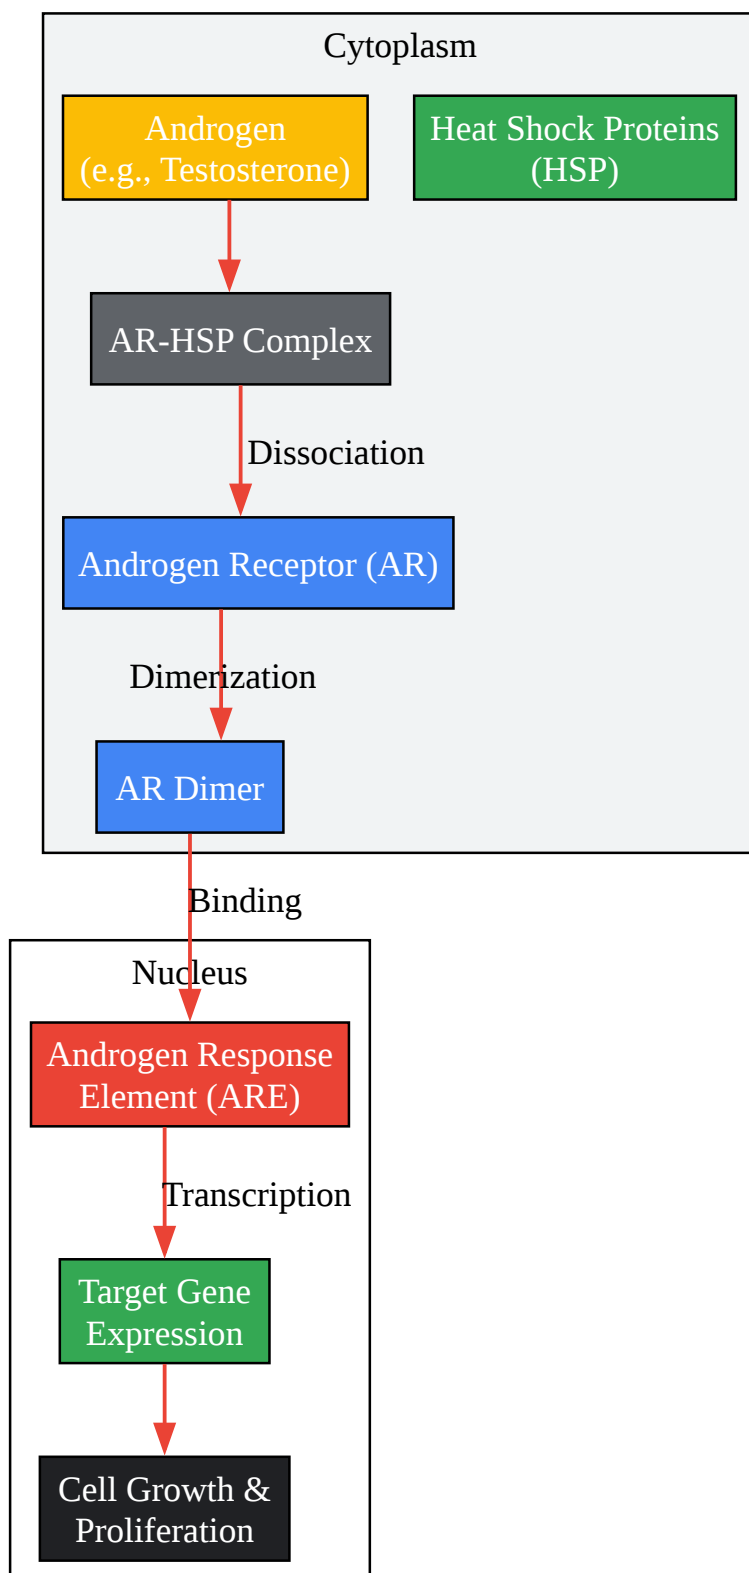 Cytoplasm
Androgen
(e.g., Testosterone)
Heat Shock Proteins
(HSP)
AR-HSP Complex
Dissociation
Androgen Receptor (AR)
Dimerization
AR Dimer
Binding
Nucleus
Androgen Response
Element (ARE)
Transcription
Target Gene
Expression
Cell Growth &
Proliferation